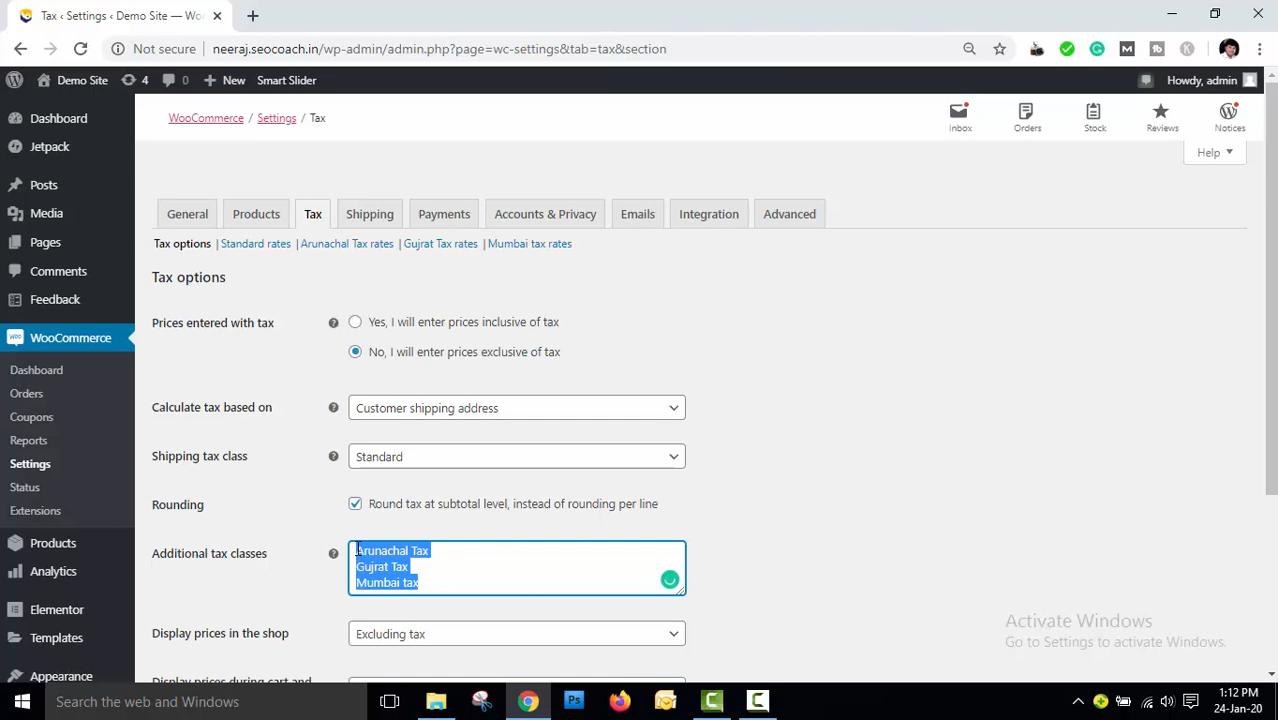 Tax ‹ Settings ‹ Demo Site — Woo
Not secure
neeraj.seocoach.in/wp-admin/admin.php?page=wc-settings&tab=tax&section
Demo Site
4
0
New
Smart Slider
Howdy, admin
Dashboard
Jetpack
Posts
Media
Pages
Comments
Feedback
WooCommerce
Dashboard
Orders
Coupons
Reports
Settings
Status
Extensions
Products
Analytics
Elementor
Templates
Appearance
WooCommerce / Settings / Tax
Inbox
Orders
Stock
Reviews
Notices
Help
General
Products
Tax
Shipping
Payments
Accounts & Privacy
Emails
Integration
Advanced
Tax options | Standard rates | Arunachal Tax rates | Gujrat Tax rates | Mumbai tax rates
Tax options
Prices entered with tax
Yes, I will enter prices inclusive of tax
No, I will enter prices exclusive of tax
Calculate tax based on
Customer shipping address
Shipping tax class
Standard
Rounding
Round tax at subtotal level, instead of rounding per line
Additional tax classes
Arunachal Tax
Gujrat Tax
Mumbai tax
Display prices in the shop
Excluding tax
Display prices during cart and
Activate Windows
Go to Settings to activate Windows.
Search the web and Windows
1:12 PM
24-Jan-20